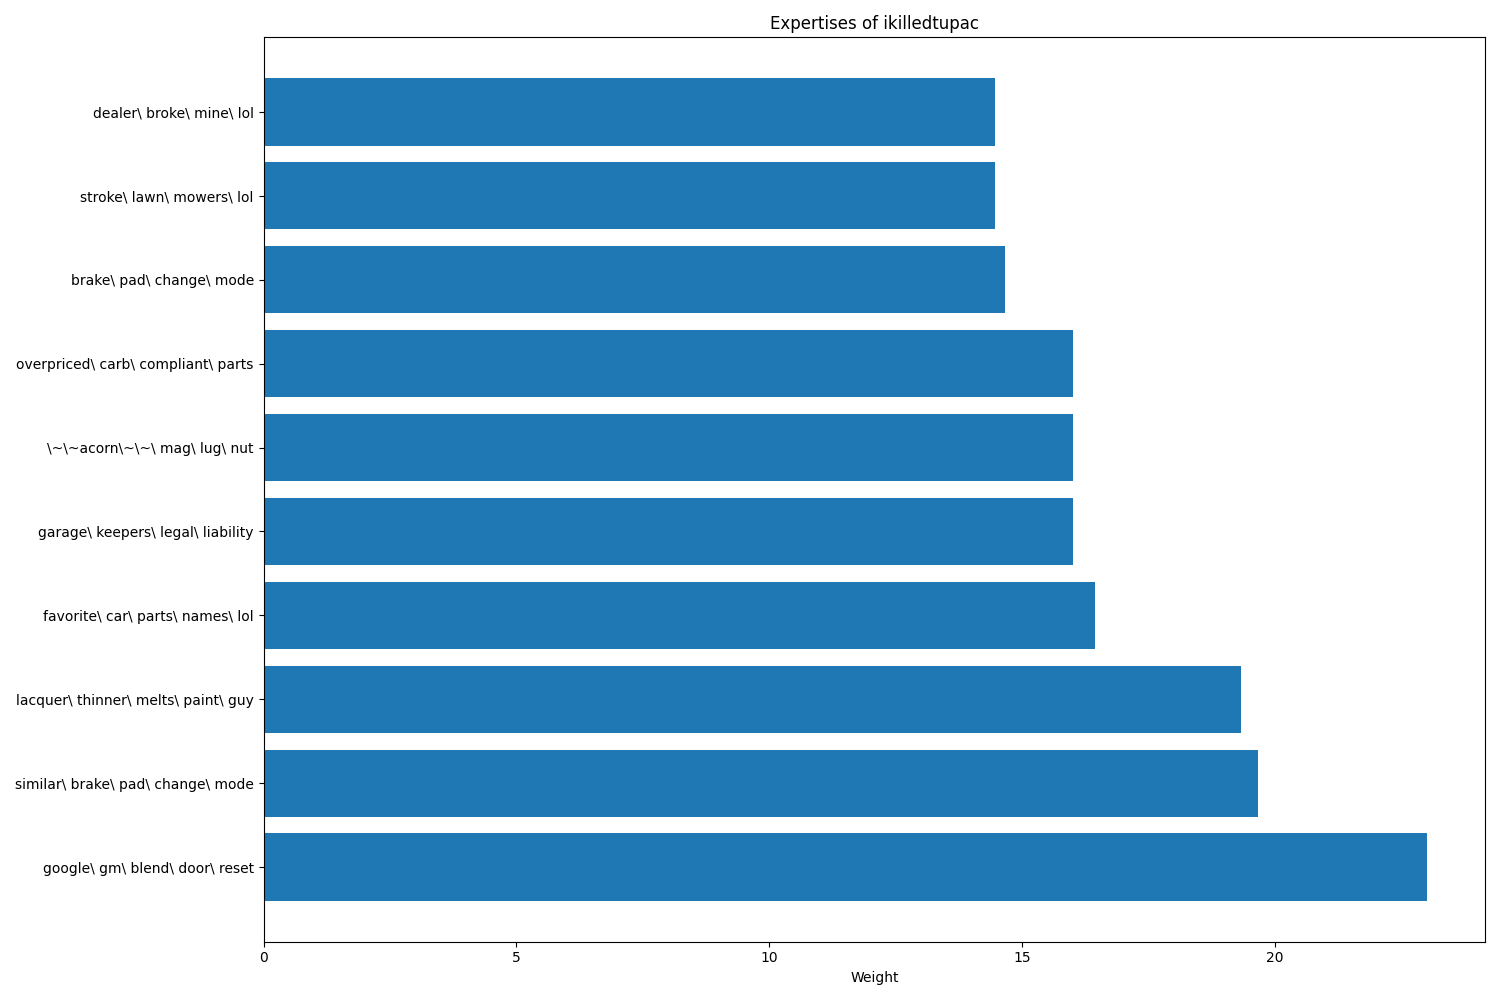 Expertises of ikilledtupac
dealer\ broke\ mine\ lol
stroke\ lawn\ mowers\ lol
brake\ pad\ change\ mode
overpriced\ carb\ compliant\ parts
\~\~acorn\~\~\ mag\ lug\ nut
garage\ keepers\ legal\ liability
favorite\ car\ parts\ names\ lol
lacquer\ thinner\ melts\ paint\ guy
similar\ brake\ pad\ change\ mode
google\ gm\ blend\ door\ reset
0 5 10 15 20
Weight